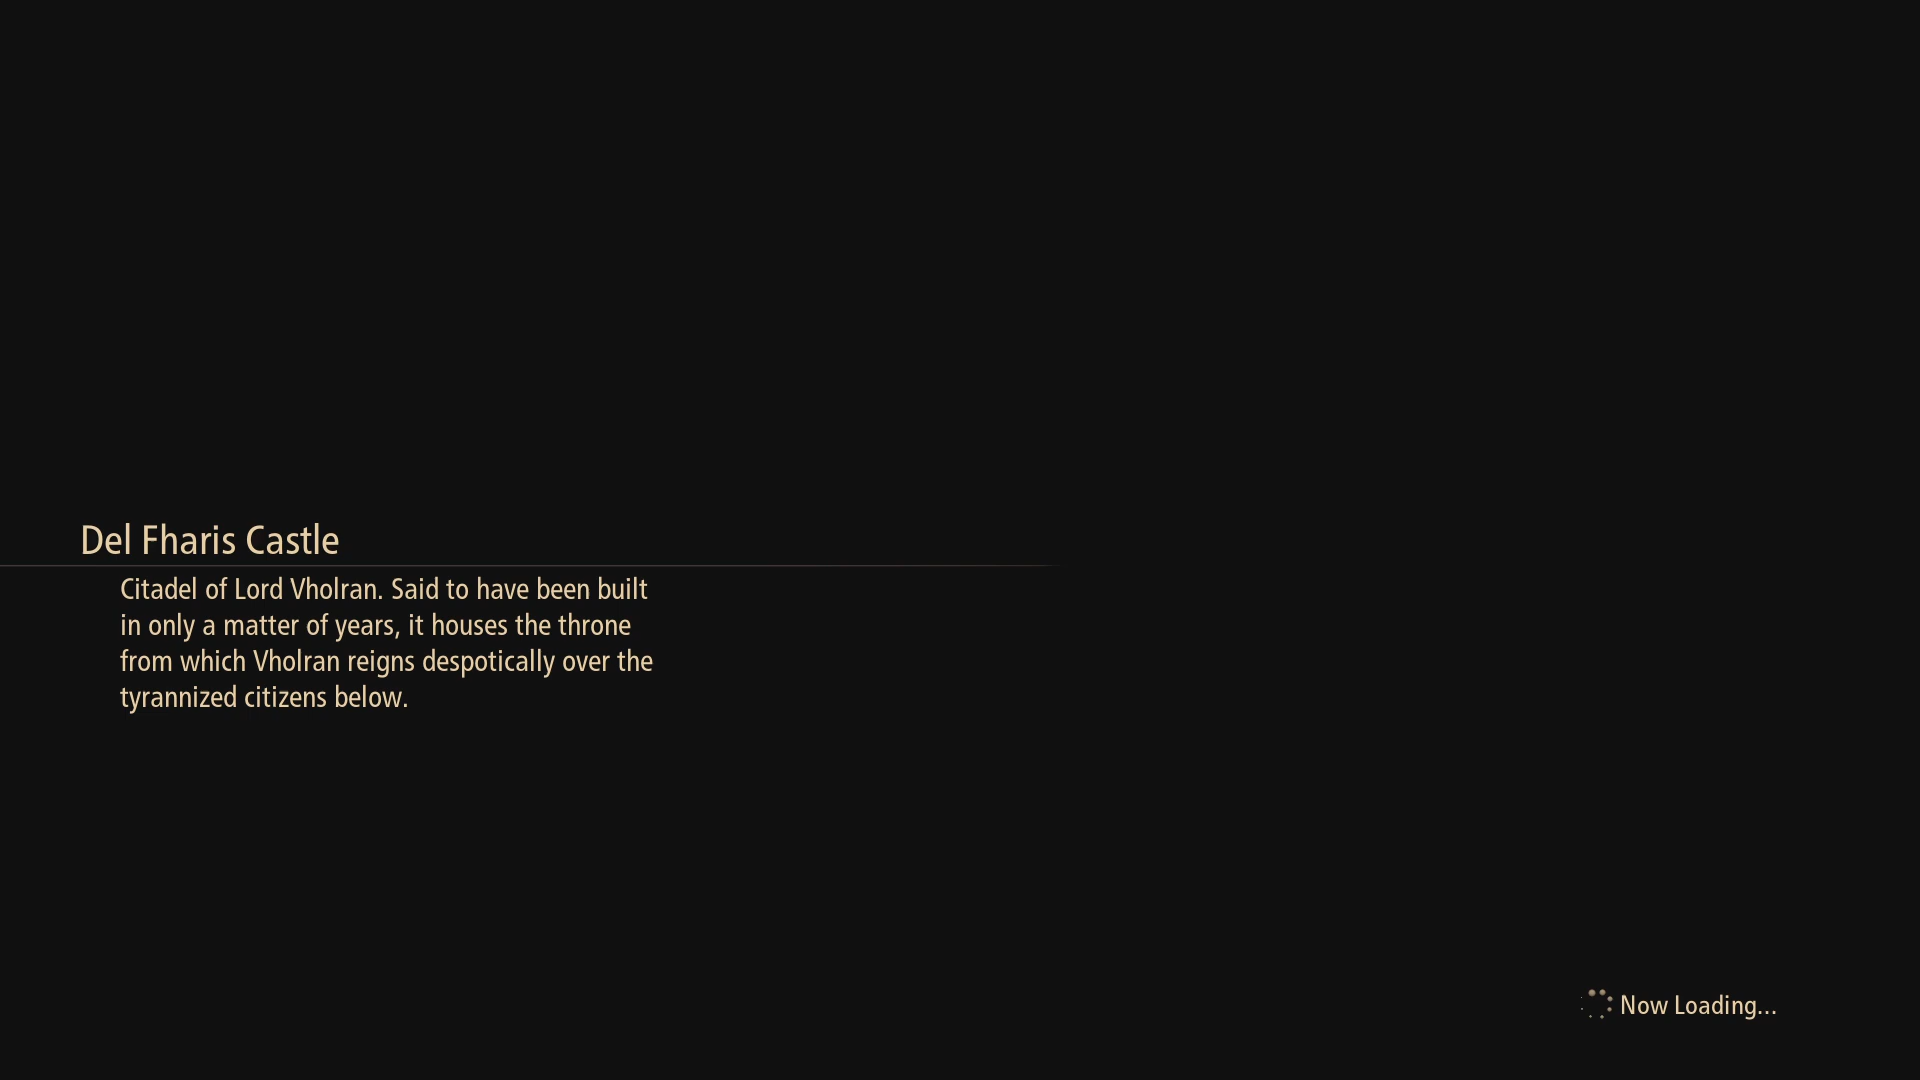 Del Fharis Castle
Citadel of Lord Vholran. Said to have been built
in only a matter of years, it houses the throne
from which Vholran reigns despotically over the
tyrannized citizens below.
Now Loading...